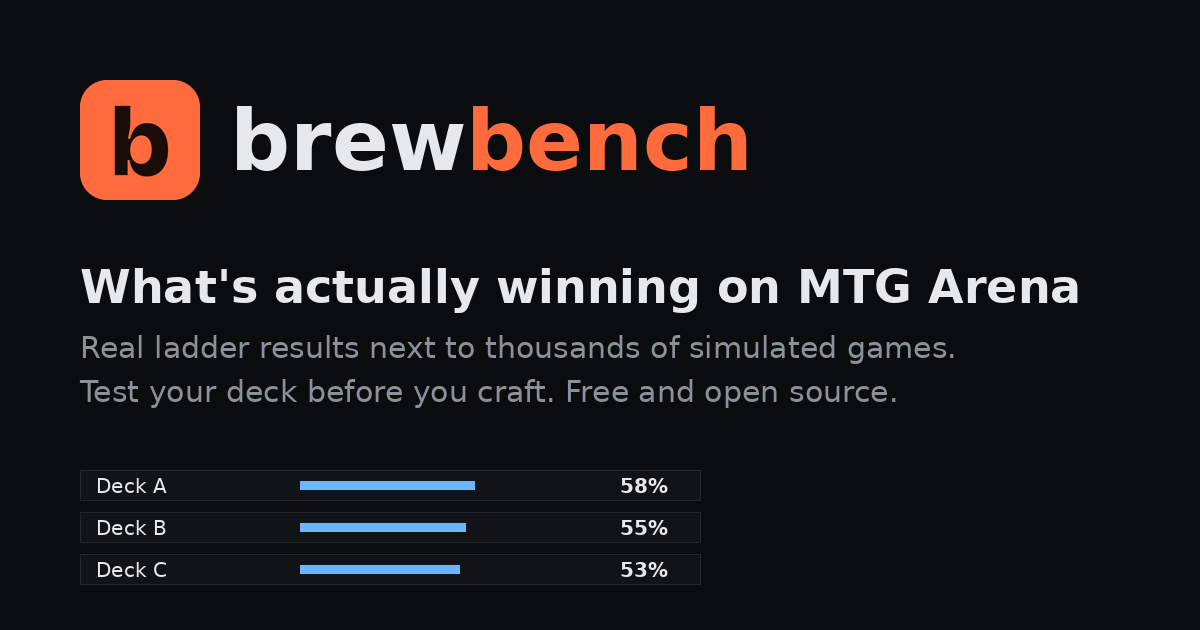 b brewbench
What's actually winning on MTG Arena
Real ladder results next to thousands of simulated games.
Test your deck before you craft. Free and open source.
Deck A 58%
Deck B 55%
Deck C 53%